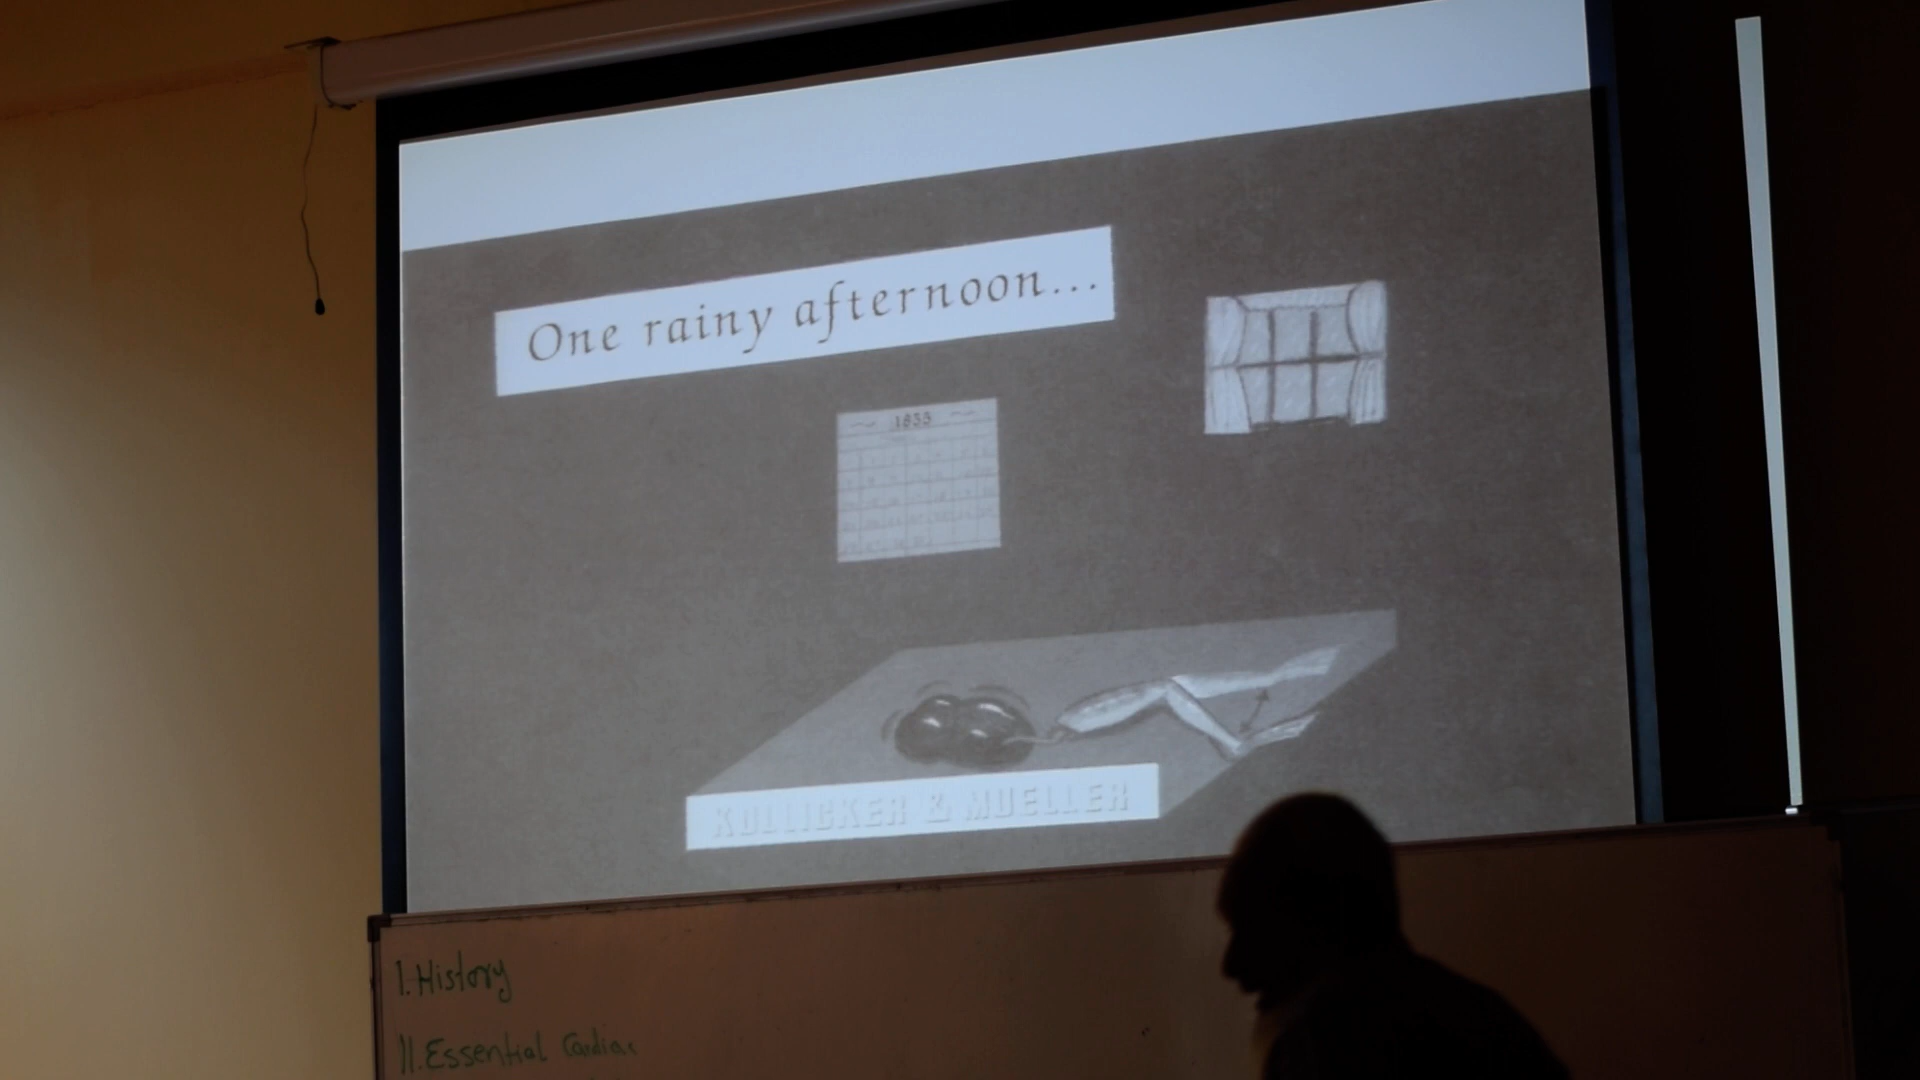 One rainy afternoon...
1855
KOLLICKER & MUELLER
I. History
II. Essential Cardiac